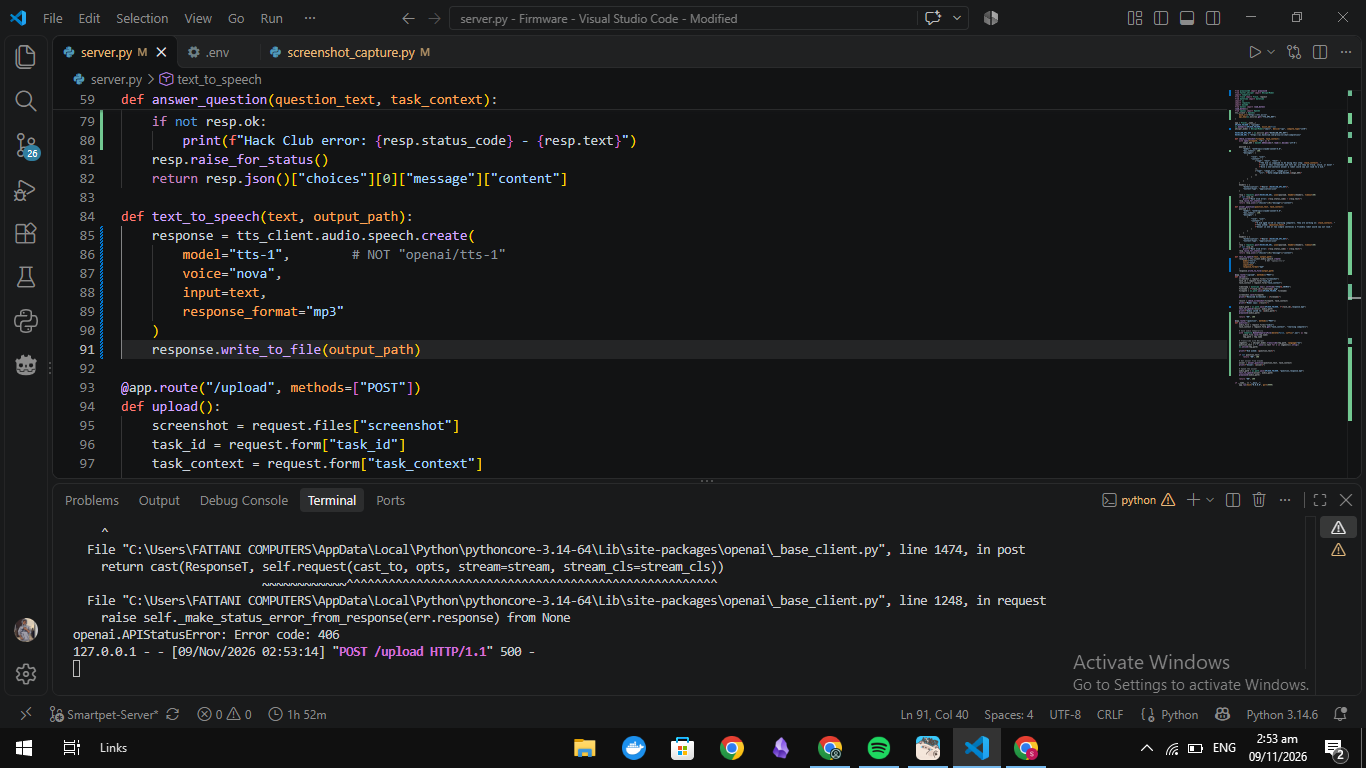 File Edit Selection View Go Run ··· server.py - Firmware - Visual Studio Code - Modified
server.py M .env screenshot_capture.py M
server.py > text_to_speech
59 def answer_question(question_text, task_context):
79 if not resp.ok:
80 print(f"Hack Club error: {resp.status_code} - {resp.text}")
81 resp.raise_for_status()
82 return resp.json()["choices"][0]["message"]["content"]
83
84 def text_to_speech(text, output_path):
85 response = tts_client.audio.speech.create(
86 model="tts-1", # NOT "openai/tts-1"
87 voice="nova",
88 input=text,
89 response_format="mp3"
90 )
91 response.write_to_file(output_path)
92
93 @app.route("/upload", methods=["POST"])
94 def upload():
95 screenshot = request.files["screenshot"]
96 task_id = request.form["task_id"]
97 task_context = request.form["task_context"]
26
Problems Output Debug Console Terminal Ports python
^
File "C:\Users\FATTANI COMPUTERS\AppData\Local\Python\pythoncore-3.14-64\Lib\site-packages\openai\_base_client.py", line 1474, in post
return cast(ResponseT, self.request(cast_to, opts, stream=stream, stream_cls=stream_cls))
~~~~~~~~~~~~^^^^^^^^^^^^^^^^^^^^^^^^^^^^^^^^^^^^^^^^^^^^^^^^^^^^^^^^
File "C:\Users\FATTANI COMPUTERS\AppData\Local\Python\pythoncore-3.14-64\Lib\site-packages\openai\_base_client.py", line 1248, in request
raise self._make_status_error_from_response(err.response) from None
openai.APIStatusError: Error code: 406
127.0.0.1 - - [09/Nov/2026 02:53:14] "POST /upload HTTP/1.1" 500 -
Activate Windows
Go to Settings to activate Windows.
Smartpet-Server* 0 0 1h 52m Ln 91, Col 40 Spaces: 4 UTF-8 CRLF {} Python Python 3.14.6
Links ENG 2:53 am
09/11/2026
2